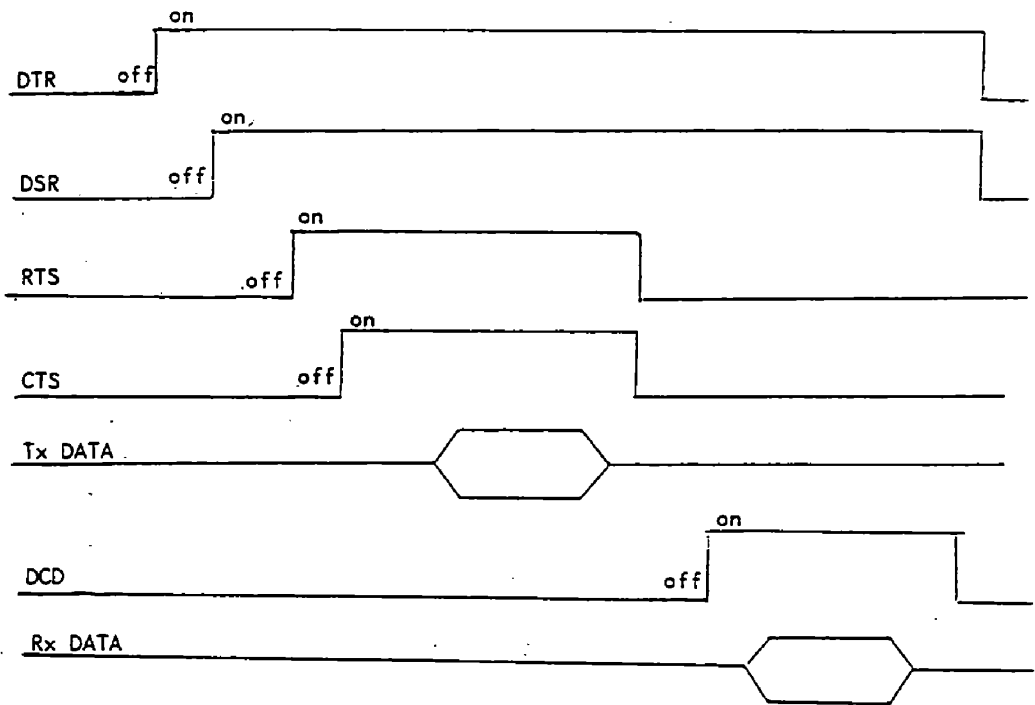 on
DTR off
on
DSR off
on
RTS off
on
CTS off
Tx DATA
on
DCD off
Rx DATA